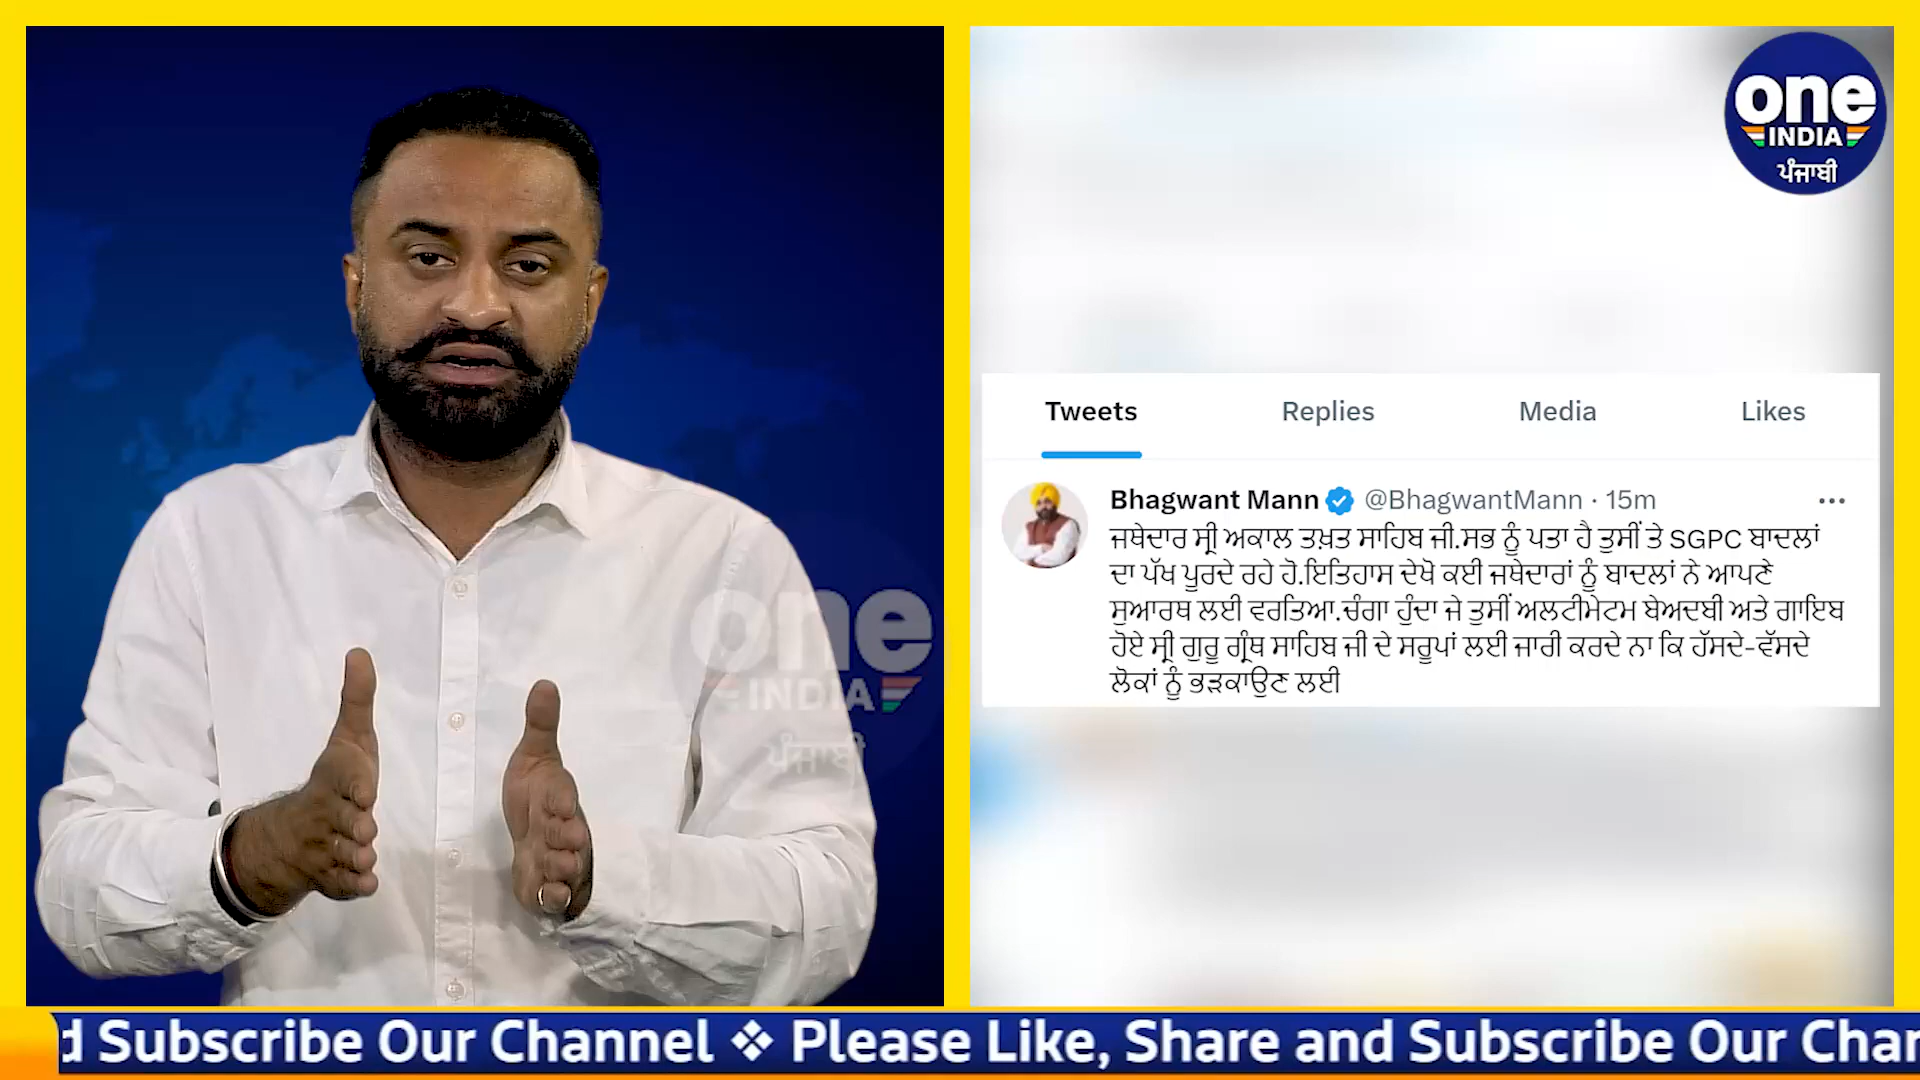 one
INDIA
ਪੰਜਾਬੀ
Tweets Replies Media Likes
Bhagwant Mann @BhagwantMann · 15m
ਜਥੇਦਾਰ ਸ੍ਰੀ ਅਕਾਲ ਤਖ਼ਤ ਸਾਹਿਬ ਜੀ.ਸਭ ਨੂੰ ਪਤਾ ਹੈ ਤੁਸੀਂ ਤੇ SGPC ਬਾਦਲਾਂ
ਦਾ ਪੱਖ ਪੂਰਦੇ ਰਹੇ ਹੋ.ਇਤਿਹਾਸ ਦੇਖੋ ਕਈ ਜਥੇਦਾਰਾਂ ਨੂੰ ਬਾਦਲਾਂ ਨੇ ਆਪਣੇ
ਸੁਆਰਥ ਲਈ ਵਰਤਿਆ.ਚੰਗਾ ਹੁੰਦਾ ਜੇ ਤੁਸੀਂ ਅਲਟੀਮੇਟਮ ਬੇਅਦਬੀ ਅਤੇ ਗਾਇਬ
ਹੋਏ ਸ੍ਰੀ ਗੁਰੂ ਗ੍ਰੰਥ ਸਾਹਿਬ ਜੀ ਦੇ ਸਰੂਪਾਂ ਲਈ ਜਾਰੀ ਕਰਦੇ ਨਾ ਕਿ ਹੱਸਦੇ-ਵੱਸਦੇ
ਲੋਕਾਂ ਨੂੰ ਭੜਕਾਉਣ ਲਈ
one
INDIA
ਪੰਜਾਬੀ
d Subscribe Our Channel ❖ Please Like, Share and Subscribe Our Chan